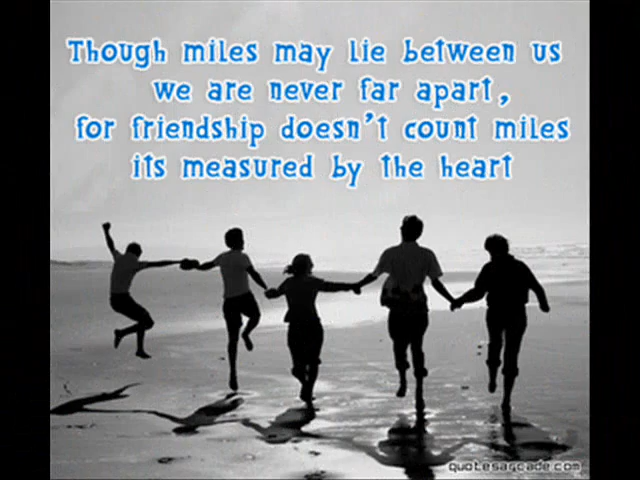 Though miles may lie between us
we are never far apart,
for friendship doesn't count miles
its measured by the heart
quotesarcade.com